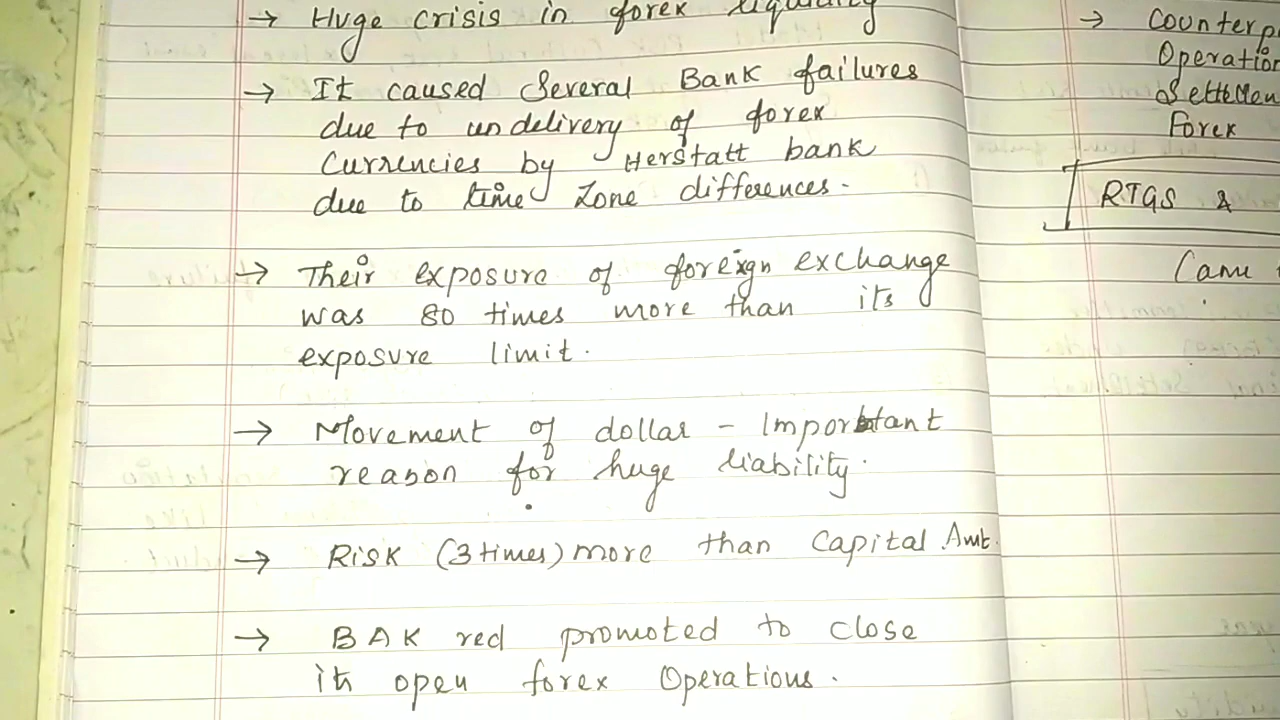 → Huge crisis in forex liquidity
→ It caused Several Bank failures
due to undelivery of forex
Currencies by Herstatt bank
due to time Zone differences.
→ Their exposure of foreign exchange
was 80 times more than its
exposure limit.
→ Movement of dollar - Important
reason for huge liability.
→ Risk (3 times) more than Capital Amt.
→ BAK red promoted to close
its open forex Operations.
→ Counterp
Operation
Forex
RTGS &
Came